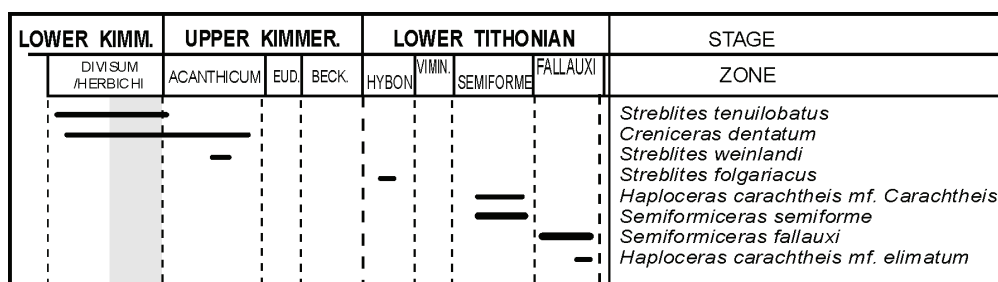 LOWER KIMM. UPPER KIMMER. LOWER TITHONIAN STAGE
DIVISUM /HERBICHI ACANTHICUM EUD. BECK. HYBON VIMIN. SEMIFORME FALLAUXI ZONE
Streblites tenuilobatus
Creniceras dentatum
Streblites weinlandi
Streblites folgariacus
Haploceras carachtheis mf. Carachtheis
Semiformiceras semiforme
Semiformiceras fallauxi
Haploceras carachtheis mf. elimatum